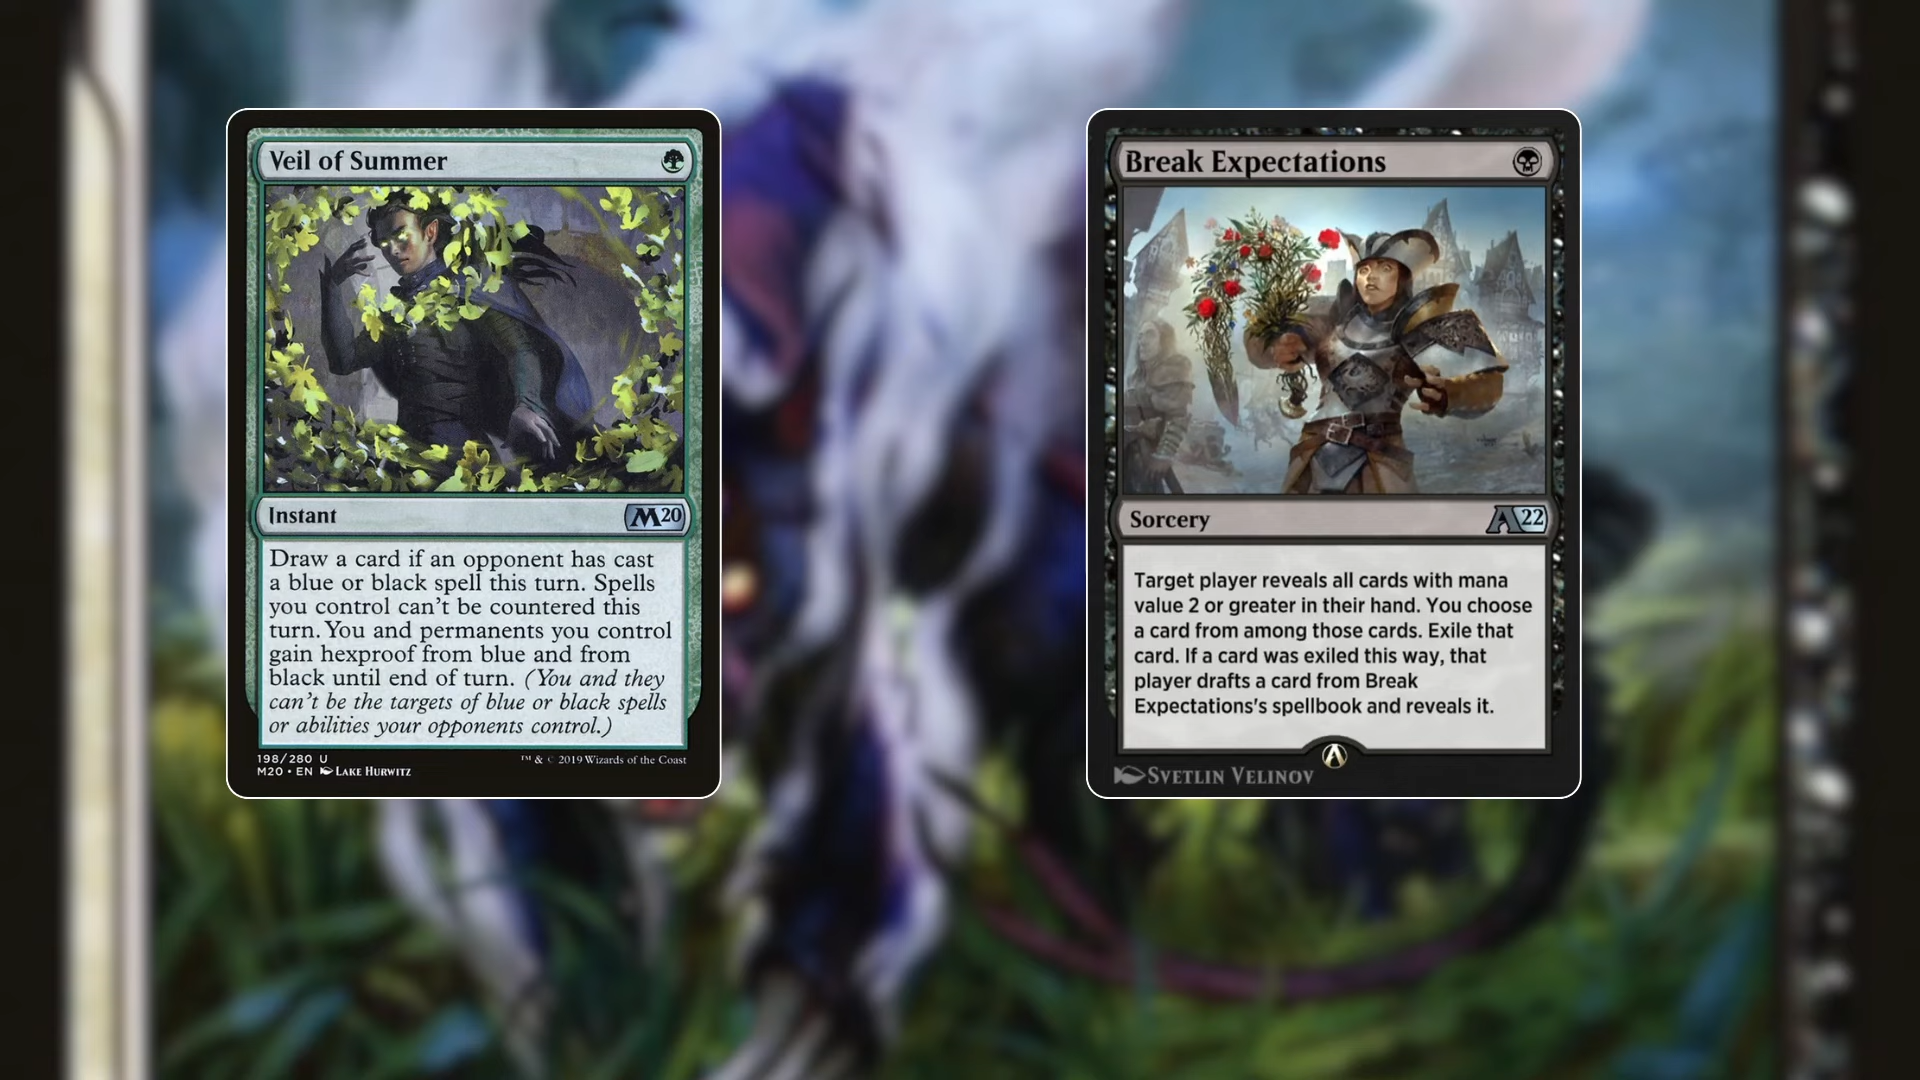 Veil of Summer
Instant
M20
Draw a card if an opponent has cast
a blue or black spell this turn. Spells
you control can't be countered this
turn. You and permanents you control
gain hexproof from blue and from
black until end of turn. (You and they
can't be the targets of blue or black spells
or abilities your opponents control.)
198/280 U
M20 • EN LAKE HURWITZ
™ & © 2019 Wizards of the Coast
Break Expectations
Sorcery
A22
Target player reveals all cards with mana
value 2 or greater in their hand. You choose
a card from among those cards. Exile that
card. If a card was exiled this way, that
player drafts a card from Break
Expectations's spellbook and reveals it.
SVETLIN VELINOV